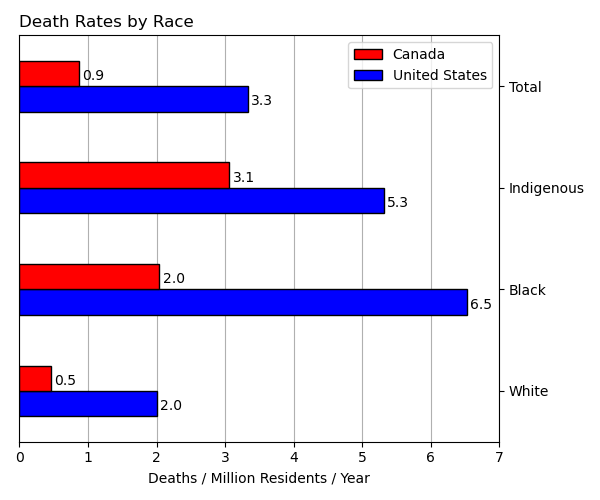 Death Rates by Race
Canada
United States
0.9
3.3
Total
3.1
5.3
Indigenous
2.0
6.5
Black
0.5
2.0
White
0 1 2 3 4 5 6 7
Deaths / Million Residents / Year